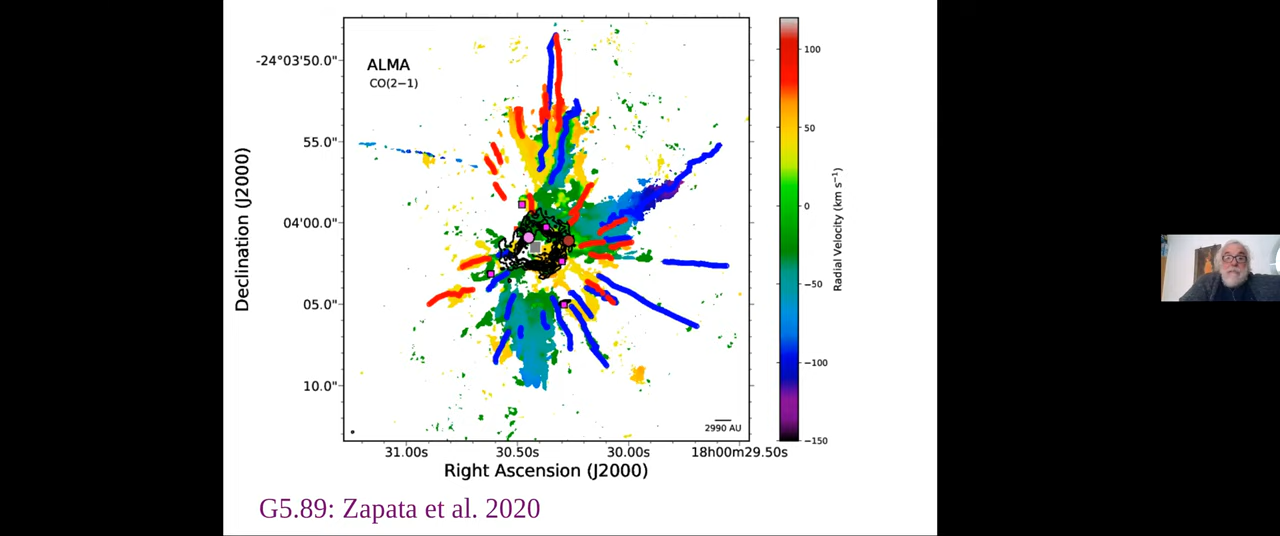 ALMA
CO(2−1)
-24°03'50.0"
55.0"
04'00.0"
05.0"
10.0"
Declination (J2000)
31.00s
30.50s
30.00s
18h00m29.50s
Right Ascension (J2000)
2990 AU
100
50
0
−50
−100
−150
Radial Velocity (km s⁻¹)
G5.89: Zapata et al. 2020